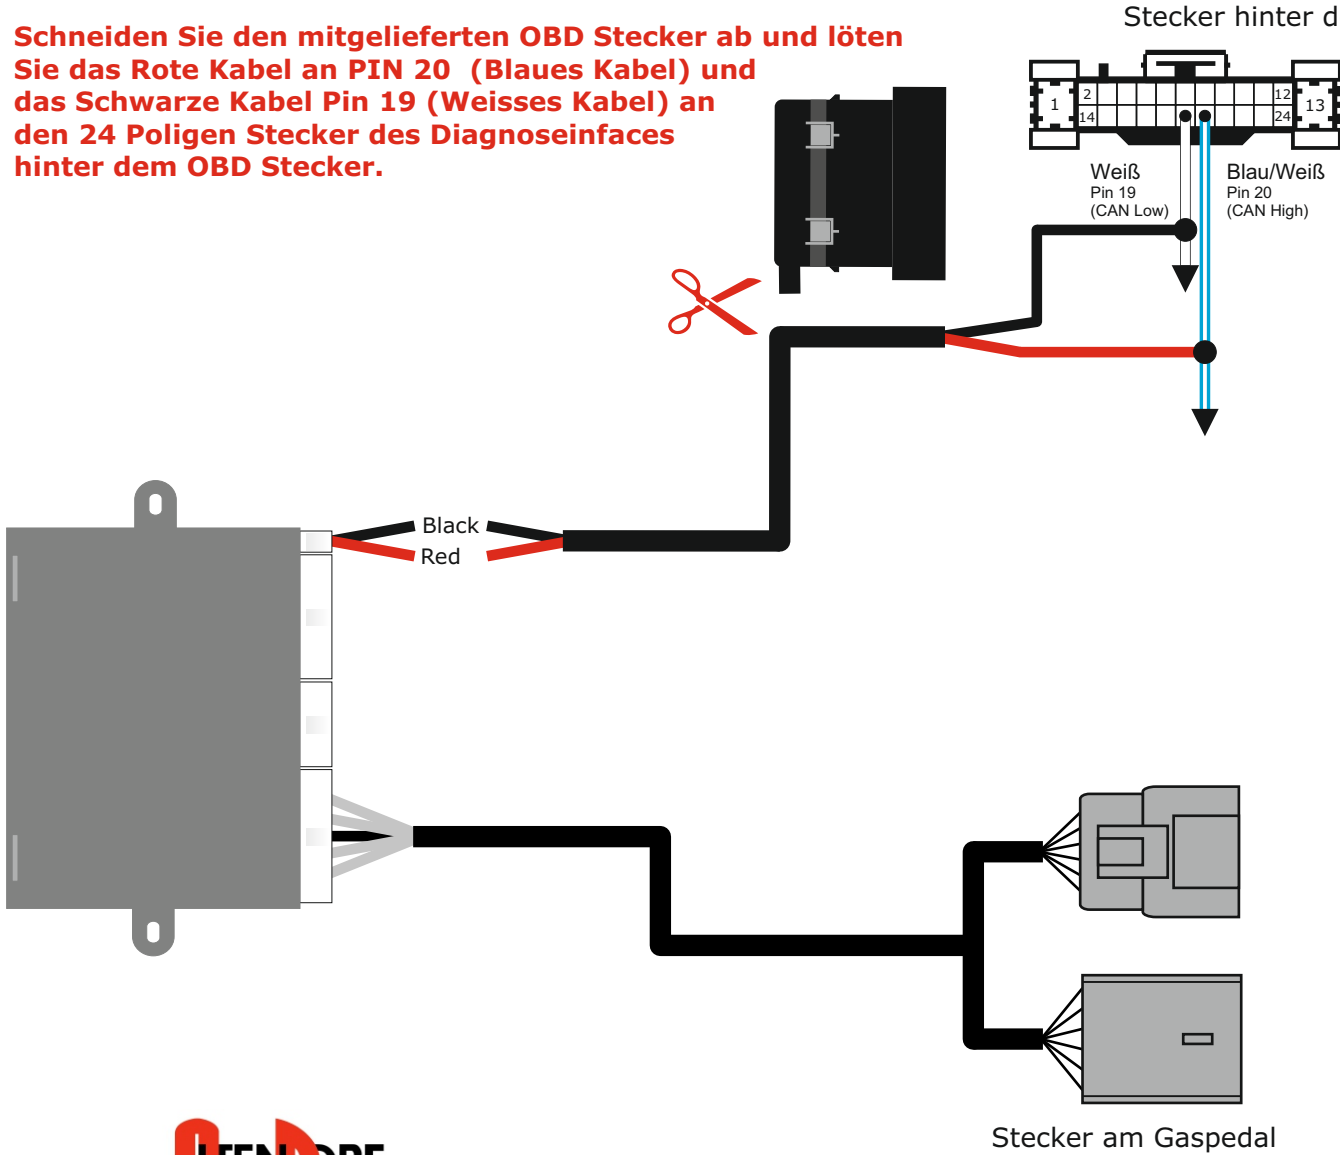 Stecker hinter d
Schneiden Sie den mitgelieferten OBD Stecker ab und löten
Sie das Rote Kabel an PIN 20 (Blaues Kabel) und
das Schwarze Kabel Pin 19 (Weisses Kabel) an
den 24 Poligen Stecker des Diagnoseinfaces
hinter dem OBD Stecker.
1
2
12
13
14
24
Weiß
Pin 19
(CAN Low)
Blau/Weiß
Pin 20
(CAN High)
Black
Red
Stecker am Gaspedal